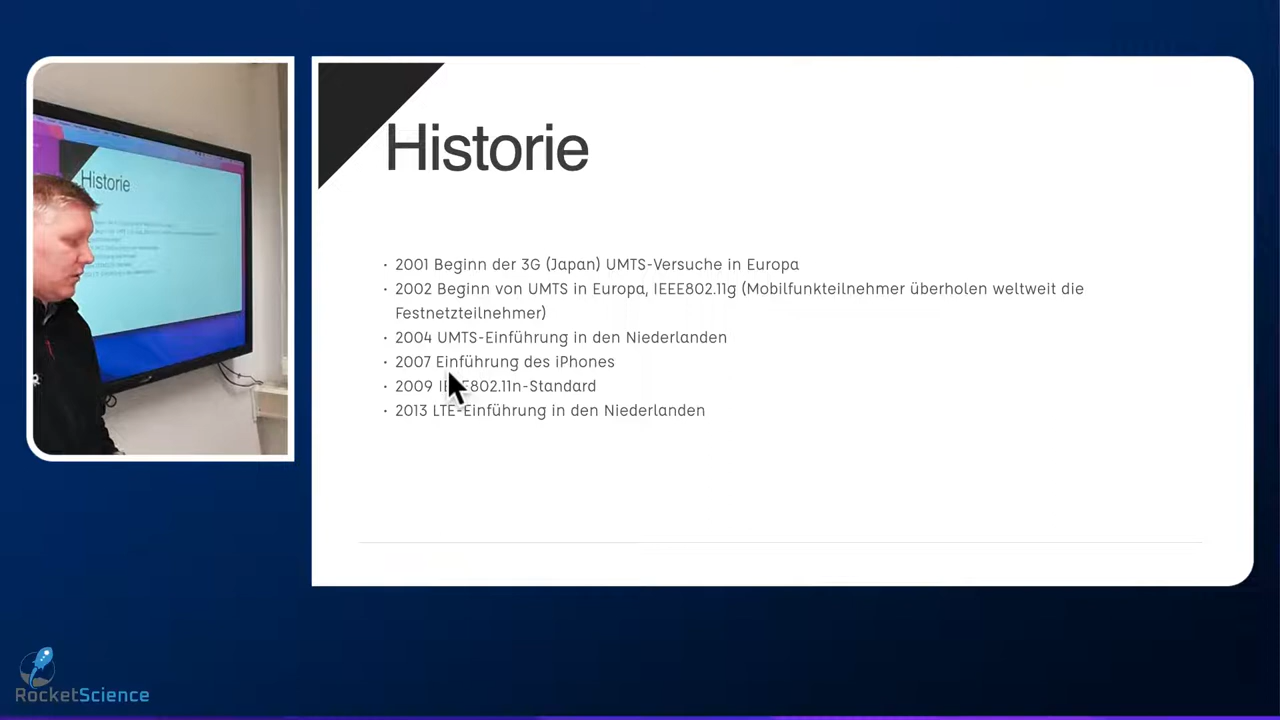 Historie
Historie
· 2001 Beginn der 3G (Japan) UMTS-Versuche in Europa
· 2002 Beginn von UMTS in Europa, IEEE802.11g (Mobilfunkteilnehmer überholen weltweit die
Festnetzteilnehmer)
· 2004 UMTS-Einführung in den Niederlanden
· 2007 Einführung des iPhones
· 2009 IEEE802.11n-Standard
· 2013 LTE-Einführung in den Niederlanden
RocketScience